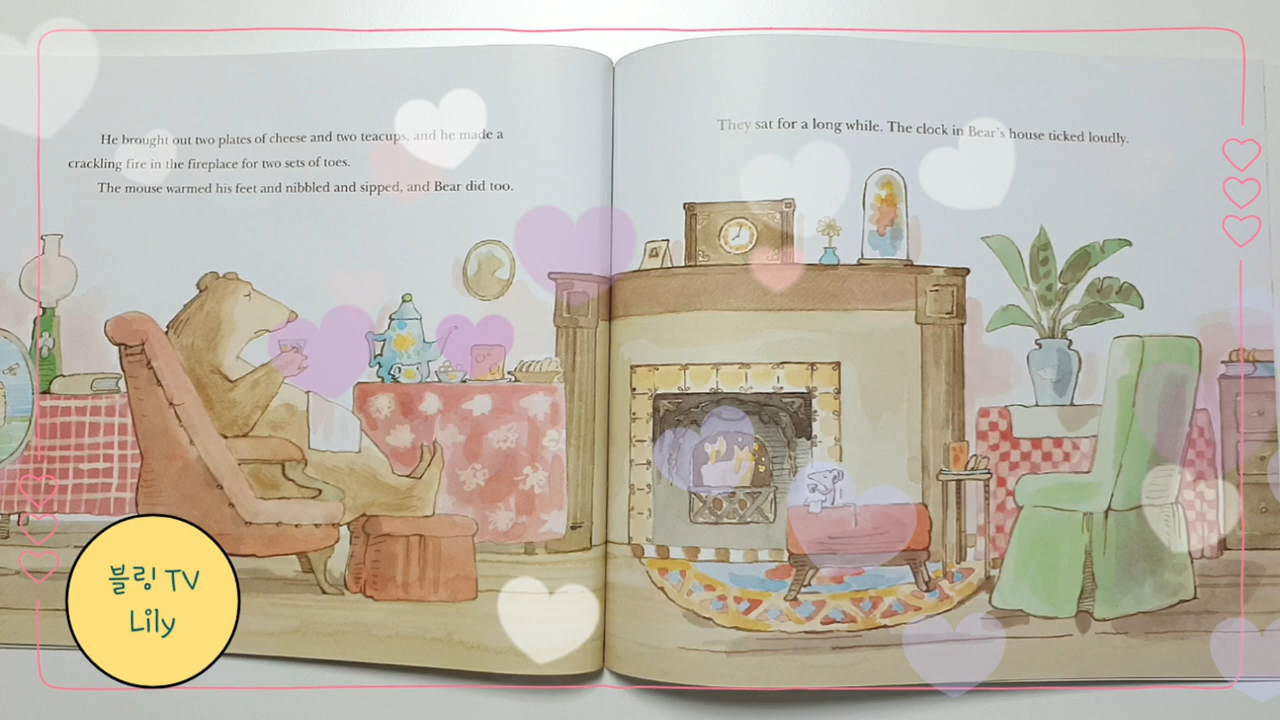 He brought out two plates of cheese and two teacups, and he made a
crackling fire in the fireplace for two sets of toes.
The mouse warmed his feet and nibbled and sipped, and Bear did too.
They sat for a long while. The clock in Bear's house ticked loudly.
블링 TV
Lily